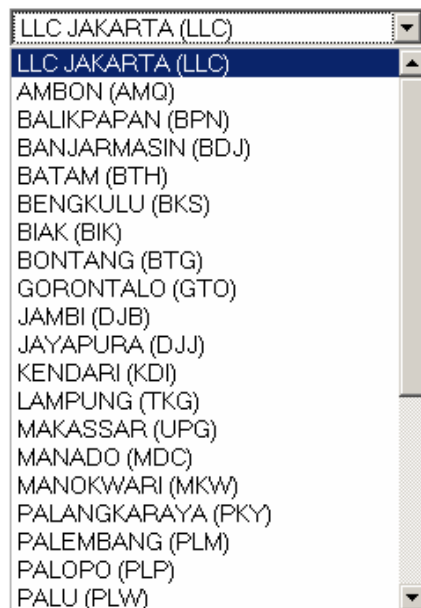 LLC JAKARTA (LLC)
LLC JAKARTA (LLC)
AMBON (AMQ)
BALIKPAPAN (BPN)
BANJARMASIN (BDJ)
BATAM (BTH)
BENGKULU (BKS)
BIAK (BIK)
BONTANG (BTG)
GORONTALO (GTO)
JAMBI (DJB)
JAYAPURA (DJJ)
KENDARI (KDI)
LAMPUNG (TKG)
MAKASSAR (UPG)
MANADO (MDC)
MANOKWARI (MKW)
PALANGKARAYA (PKY)
PALEMBANG (PLM)
PALOPO (PLP)
PALU (PLW)